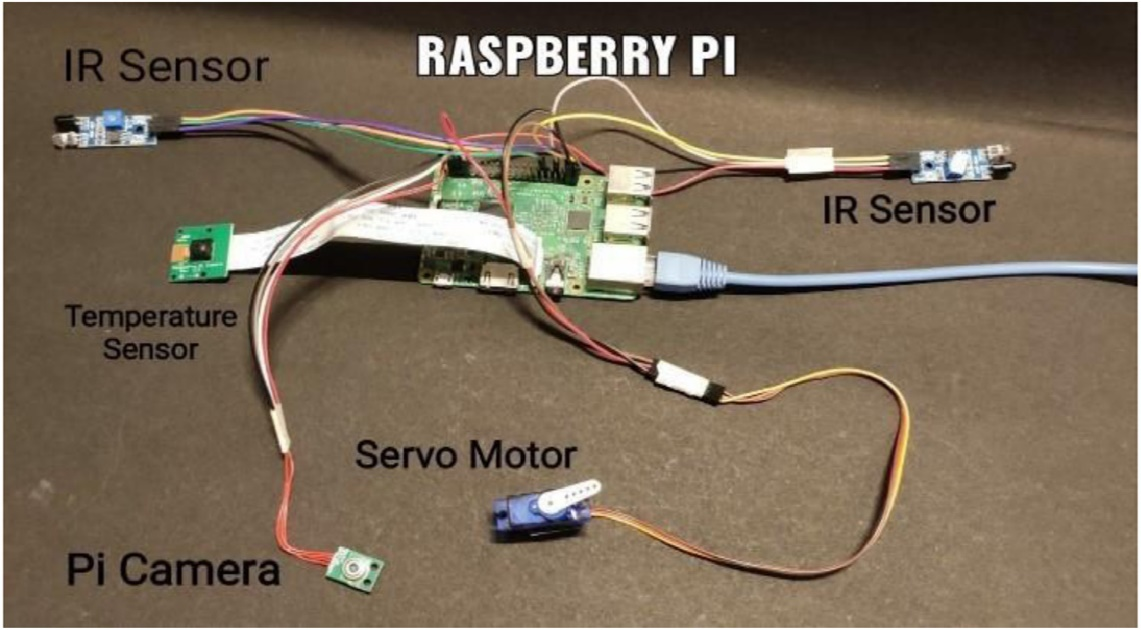 RASPBERRY PI
IR Sensor
IR Sensor
Temperature
Sensor
Servo Motor
Pi Camera